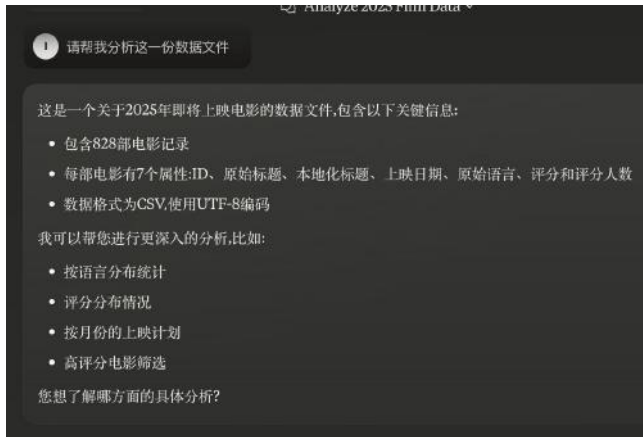 Analyze 2025 Film Data
I
请帮我分析这一份数据文件
这是一个关于2025年即将上映电影的数据文件,包含以下关键信息:
• 包含828部电影记录
• 每部电影有7个属性:ID、原始标题、本地化标题、上映日期、原始语言、评分和评分人数
• 数据格式为CSV,使用UTF-8编码
我可以帮您进行更深入的分析,比如:
• 按语言分布统计
• 评分分布情况
• 按月份的上映计划
• 高评分电影筛选
您想了解哪方面的具体分析?